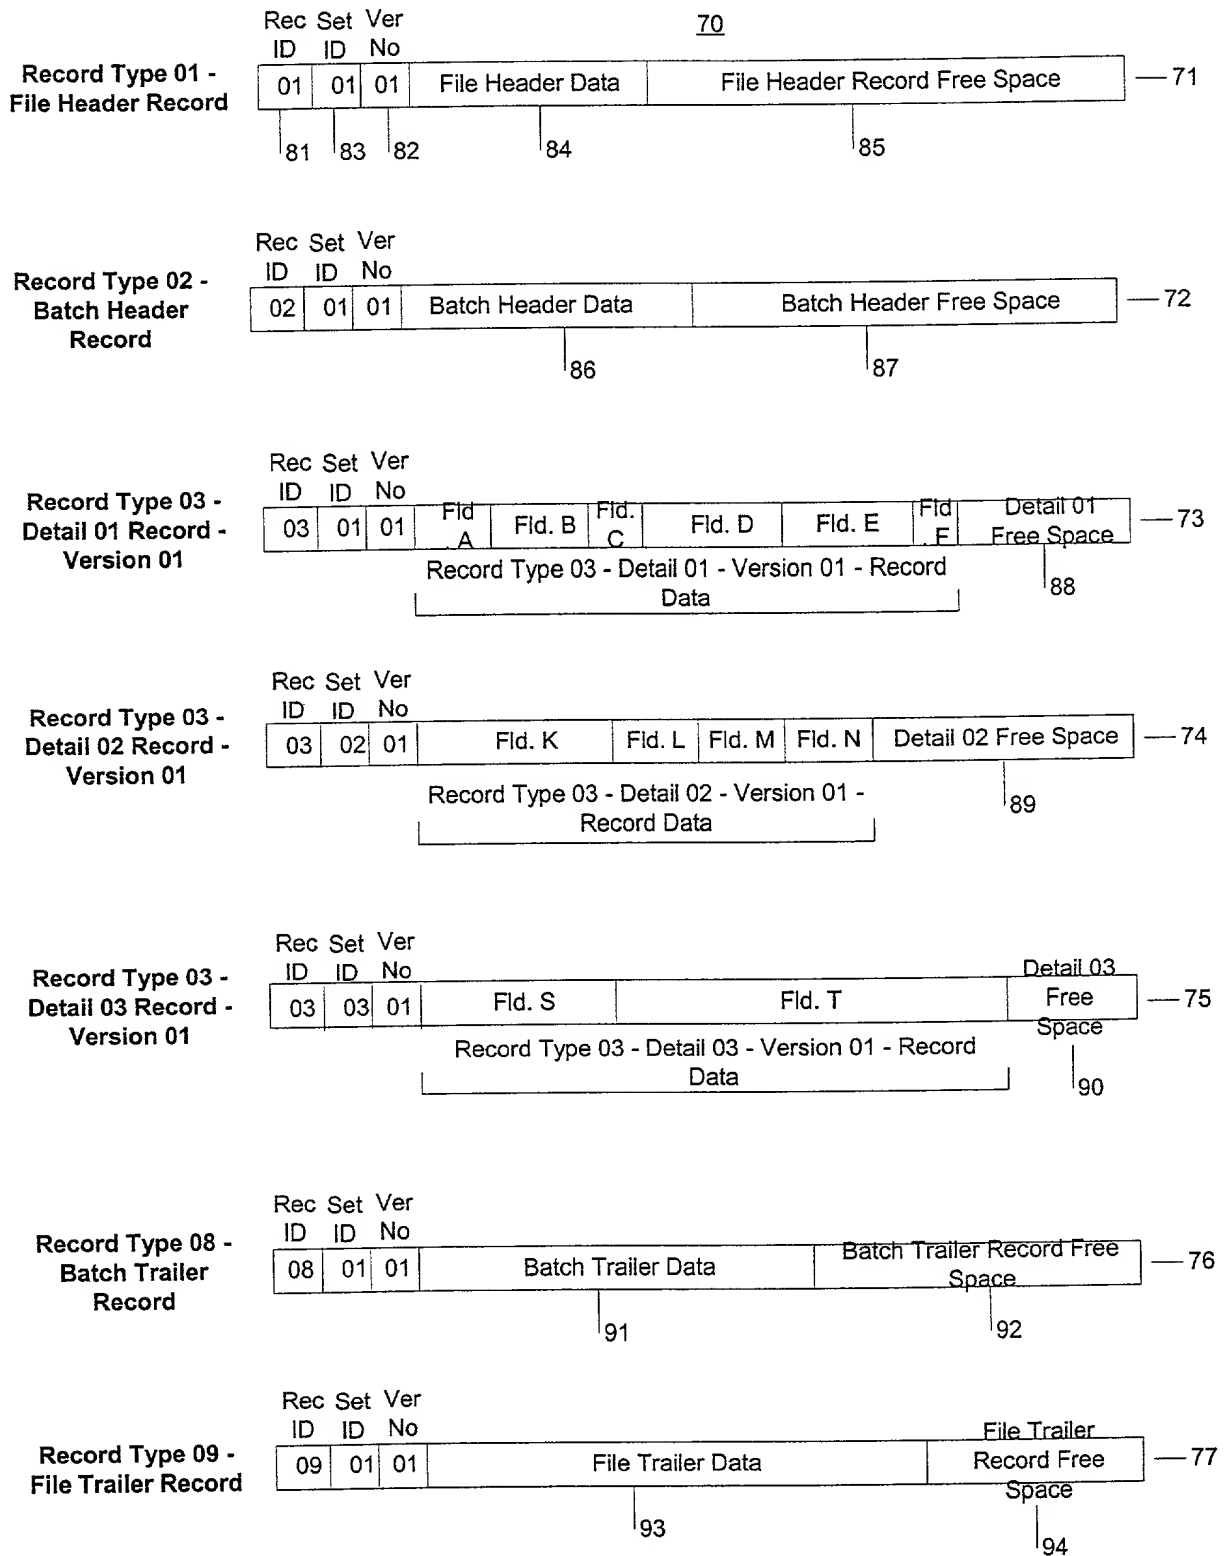 70
Rec Set Ver
ID ID No
Record Type 01 -
File Header Record
01 01 01 File Header Data File Header Record Free Space 71
81 83 82 84 85
Rec Set Ver
ID ID No
Record Type 02 -
Batch Header
Record
02 01 01 Batch Header Data Batch Header Free Space 72
86 87
Rec Set Ver
ID ID No
Record Type 03 -
Detail 01 Record -
Version 01
03 01 01 Fld. A Fld. B Fld. C Fld. D Fld. E Fld. F Detail 01 Free Space 73
Record Type 03 - Detail 01 - Version 01 - Record
Data
88
Rec Set Ver
ID ID No
Record Type 03 -
Detail 02 Record -
Version 01
03 02 01 Fld. K Fld. L Fld. M Fld. N Detail 02 Free Space 74
Record Type 03 - Detail 02 - Version 01 -
Record Data
89
Rec Set Ver
ID ID No
Record Type 03 -
Detail 03 Record -
Version 01
03 03 01 Fld. S Fld. T Detail 03 Free Space 75
Record Type 03 - Detail 03 - Version 01 - Record
Data
90
Rec Set Ver
ID ID No
Record Type 08 -
Batch Trailer
Record
08 01 01 Batch Trailer Data Batch Trailer Record Free Space 76
91 92
Rec Set Ver
ID ID No
Record Type 09 -
File Trailer Record
09 01 01 File Trailer Data File Trailer Record Free Space 77
93 94